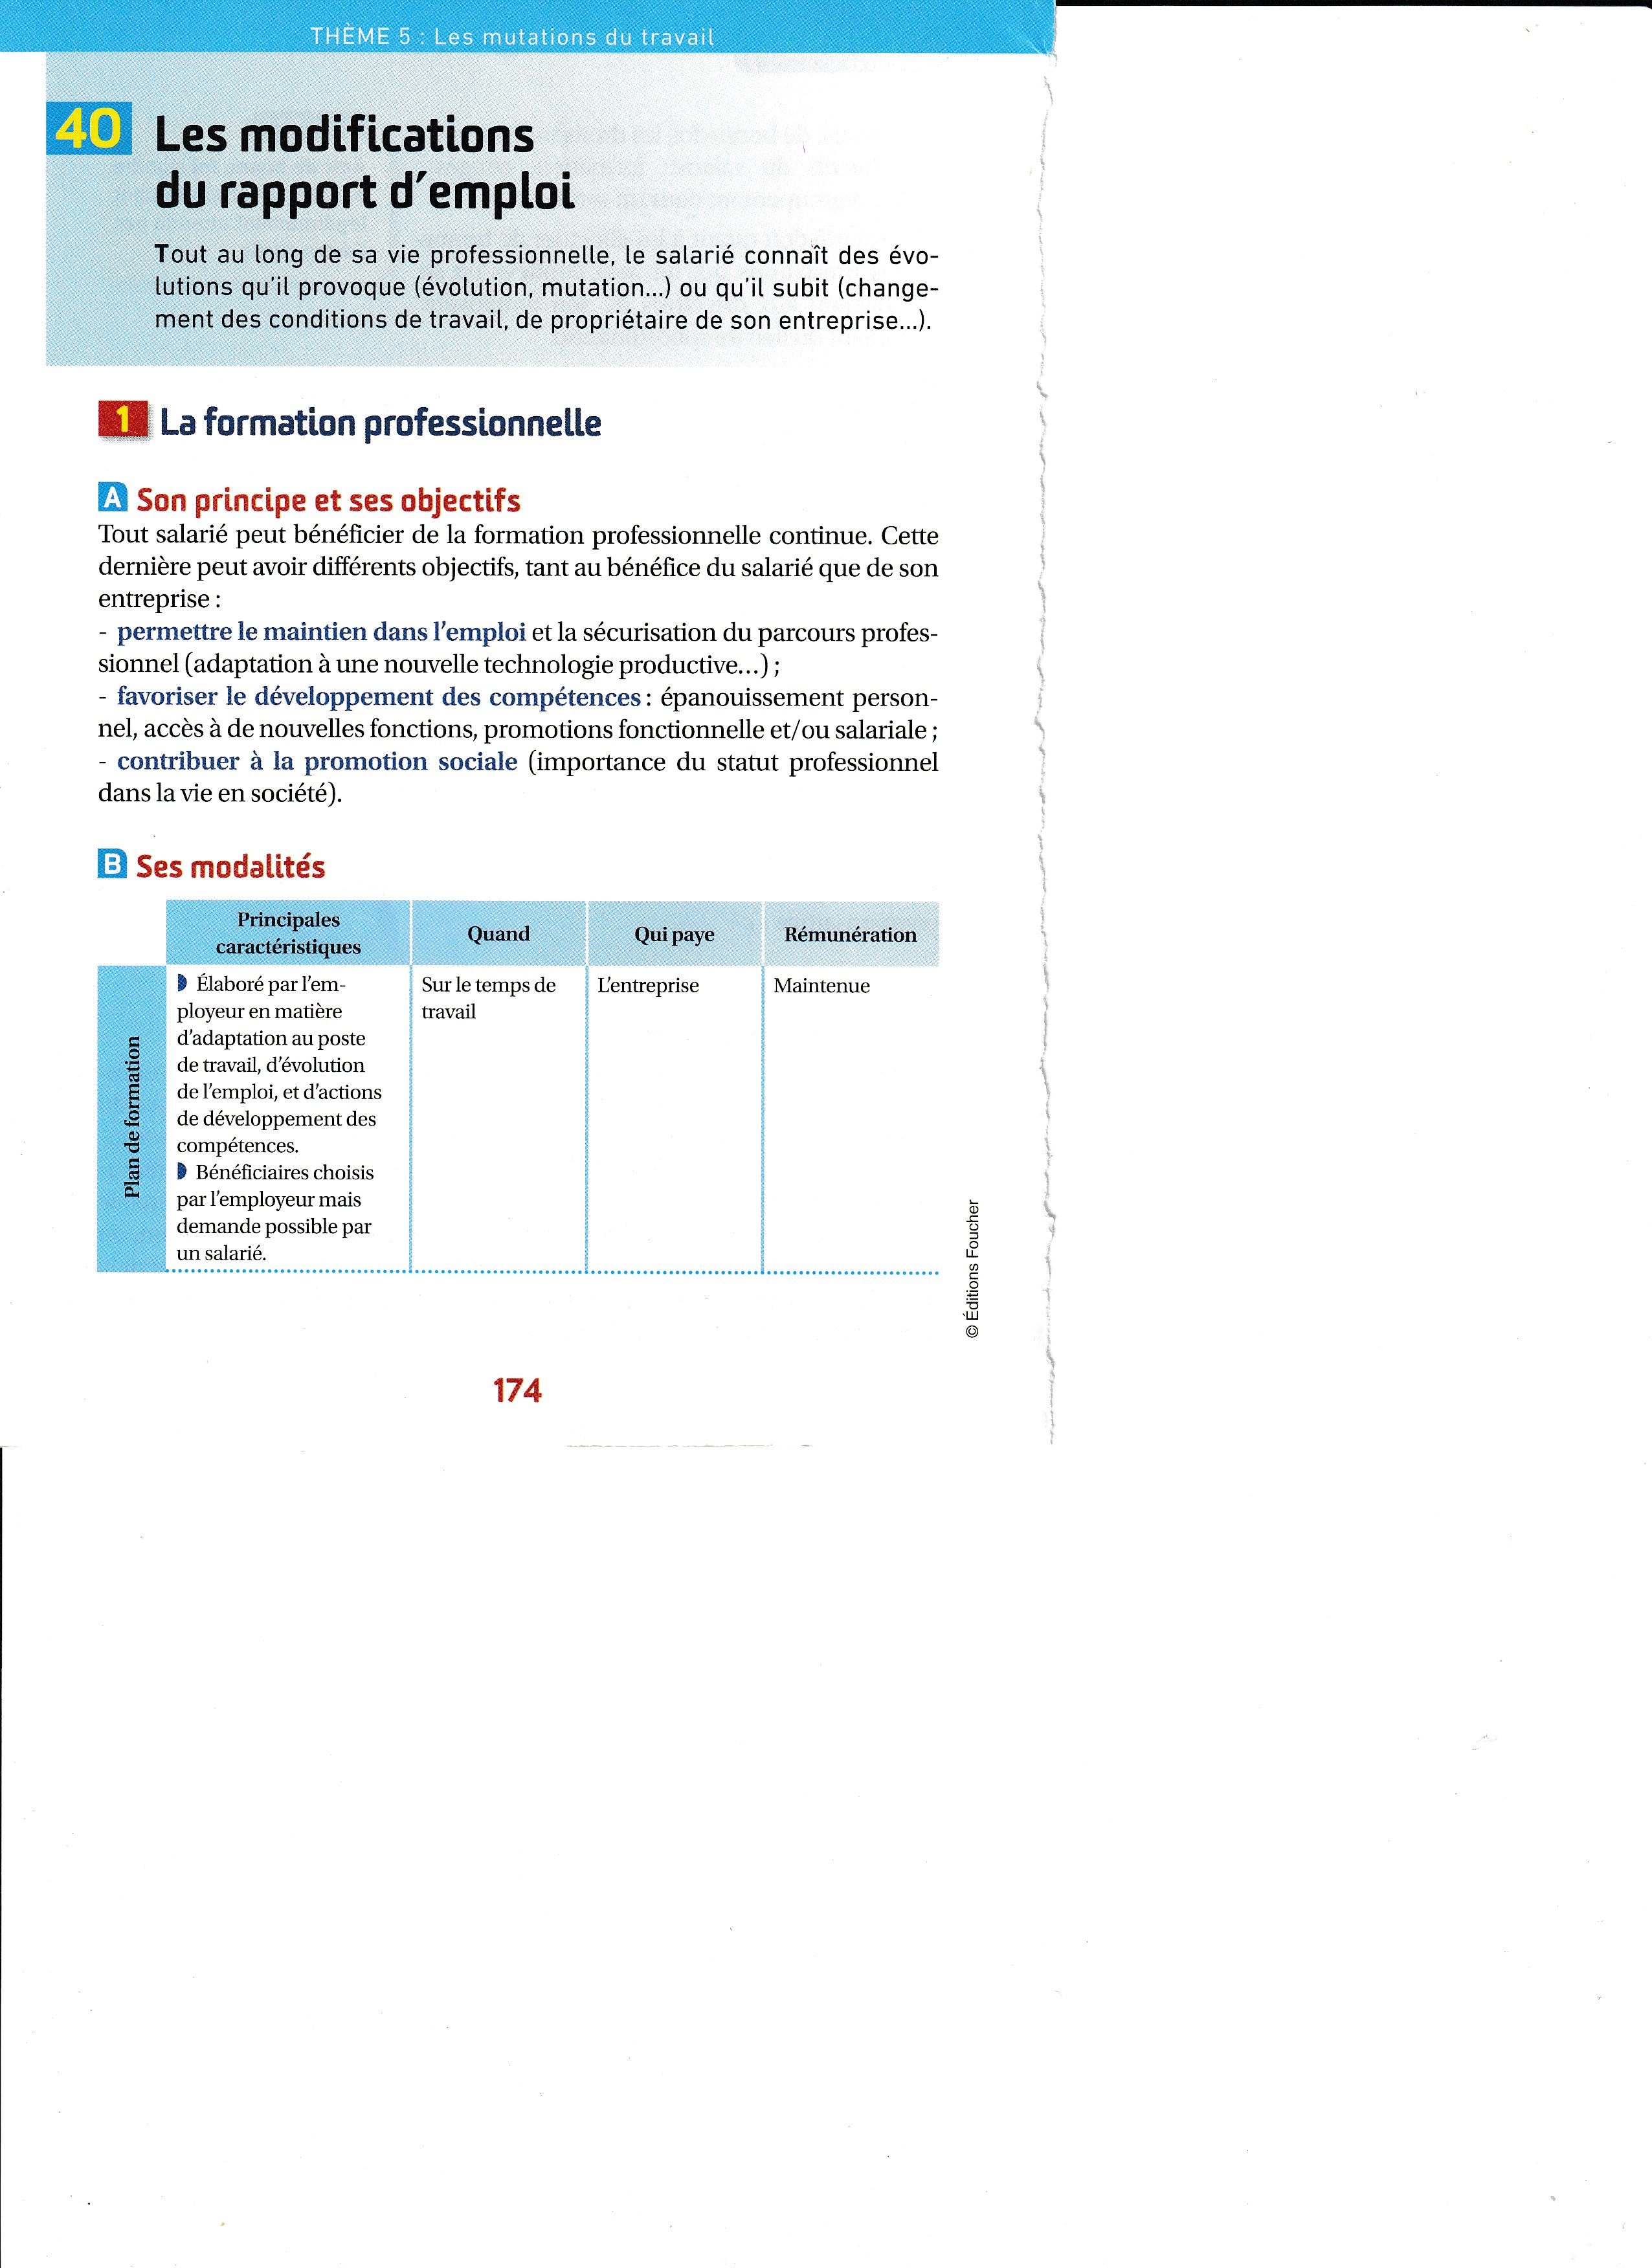 THÈME 5 : Les mutations du travail
40 Les modifications
du rapport d'emploi
Tout au long de sa vie professionnelle, le salarié connaît des évo-
lutions qu'il provoque (évolution, mutation...) ou qu'il subit (change-
ment des conditions de travail, de propriétaire de son entreprise...).
1 La formation professionnelle
A Son principe et ses objectifs
Tout salarié peut bénéficier de la formation professionnelle continue. Cette
dernière peut avoir différents objectifs, tant au bénéfice du salarié que de son
entreprise :
- permettre le maintien dans l'emploi et la sécurisation du parcours profes-
sionnel (adaptation à une nouvelle technologie productive...) ;
- favoriser le développement des compétences : épanouissement person-
nel, accès à de nouvelles fonctions, promotions fonctionnelle et/ou salariale ;
- contribuer à la promotion sociale (importance du statut professionnel
dans la vie en société).
B Ses modalités
Principales
caractéristiques
Quand
Qui paye
Rémunération
Plan de formation
Élaboré par l'em-
ployeur en matière
d'adaptation au poste
de travail, d'évolution
de l'emploi, et d'actions
de développement des
compétences.
Bénéficiaires choisis
par l'employeur mais
demande possible par
un salarié.
Sur le temps de
travail
L'entreprise
Maintenue
© Éditions Foucher
174